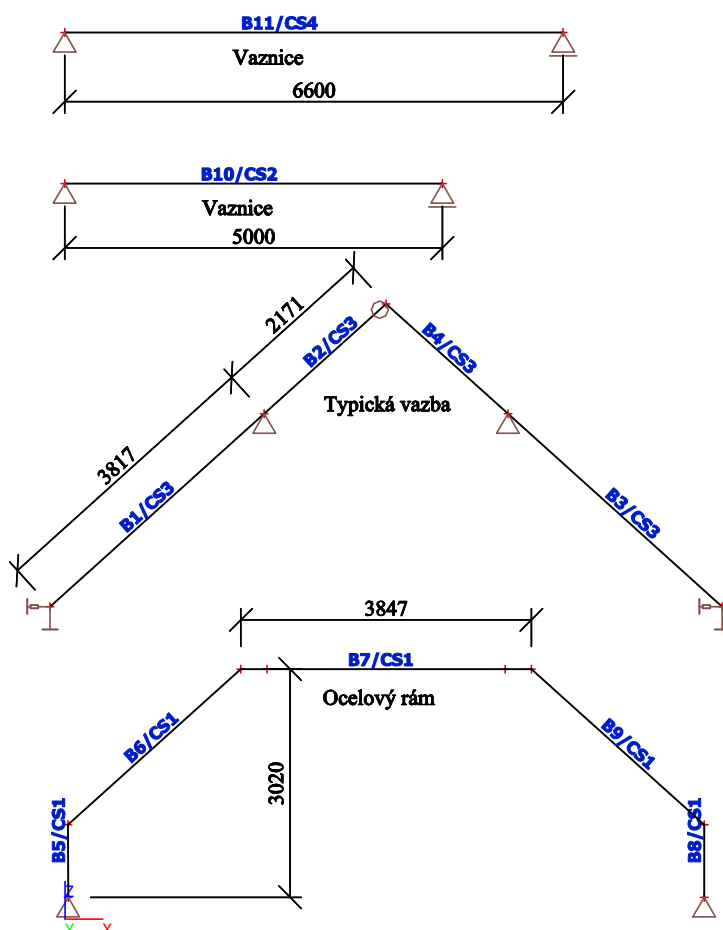 B11/CS4
Vaznice
6600
B10/CS2
Vaznice
5000
2171
B2/CS3
B4/CS3
Typická vazba
3817
B1/CS3
B3/CS3
3847
B7/CS1
Ocelový rám
B6/CS1
B9/CS1
3020
B5/CS1
B8/CS1
Z
Y
X